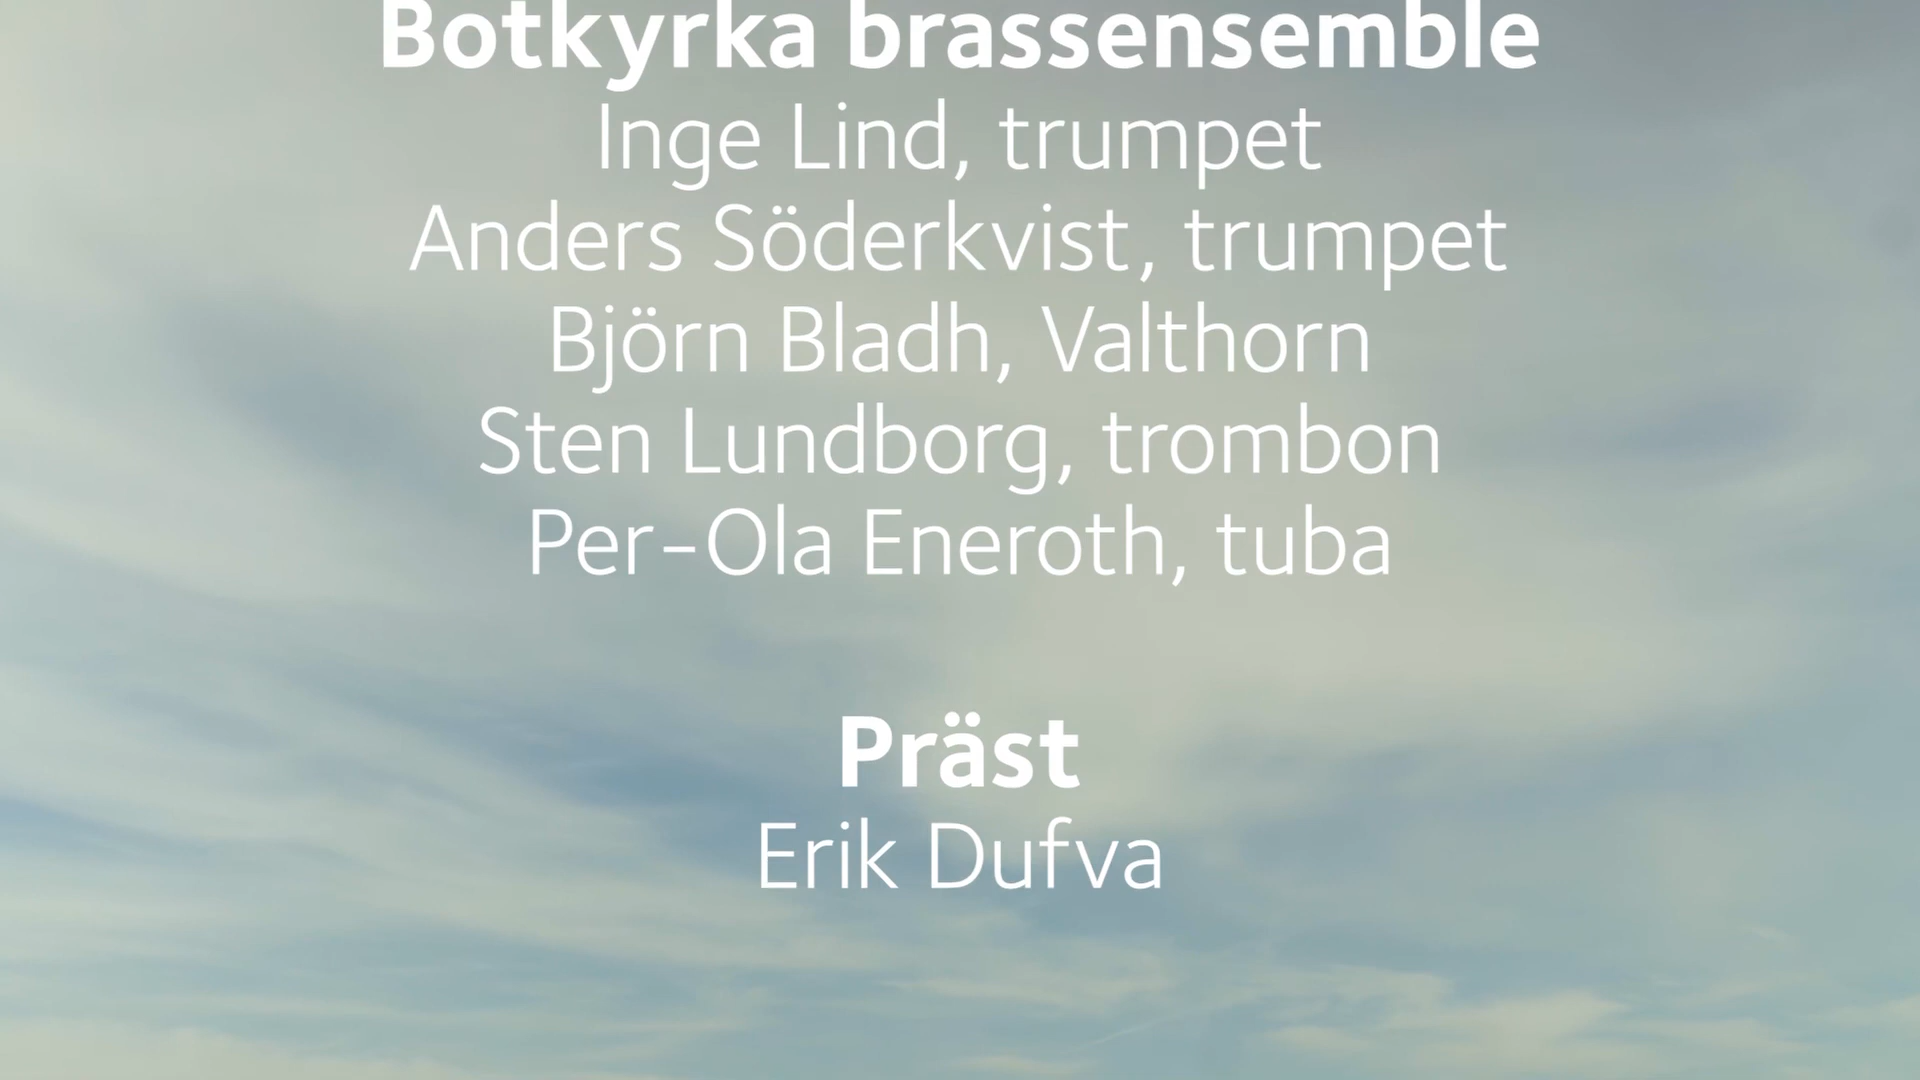 Botkyrka brassensemble
Inge Lind, trumpet
Anders Söderkvist, trumpet
Björn Bladh, Valthorn
Sten Lundborg, trombon
Per-Ola Eneroth, tuba
Präst
Erik Dufva